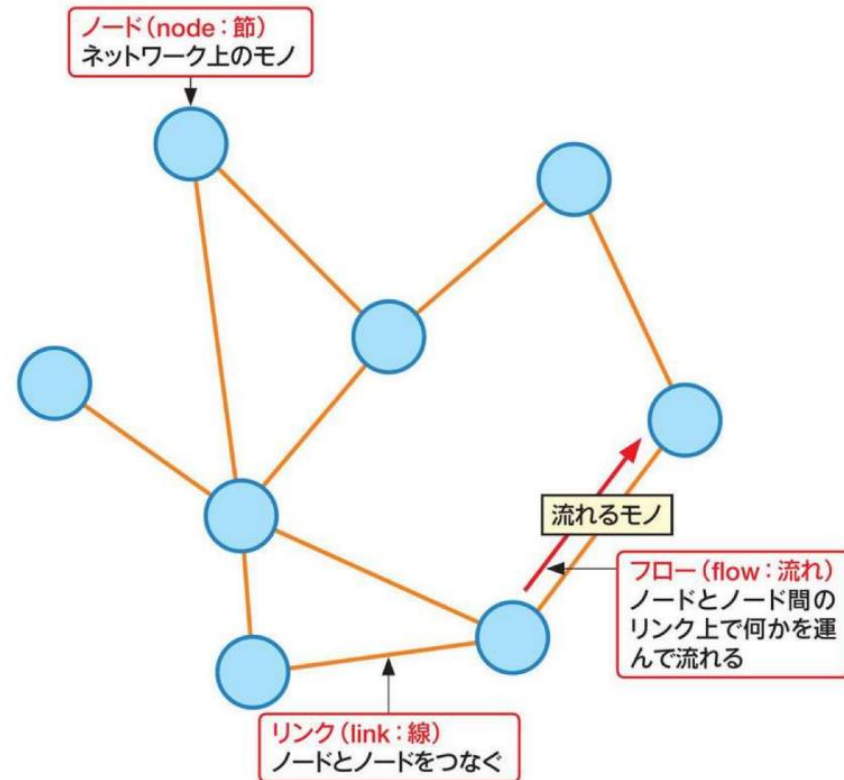 ノード(node：節)
ネットワーク上のモノ
流れるモノ
フロー(flow：流れ)
ノードとノード間の
リンク上で何かを運
んで流れる
リンク(link：線)
ノードとノードをつなぐ